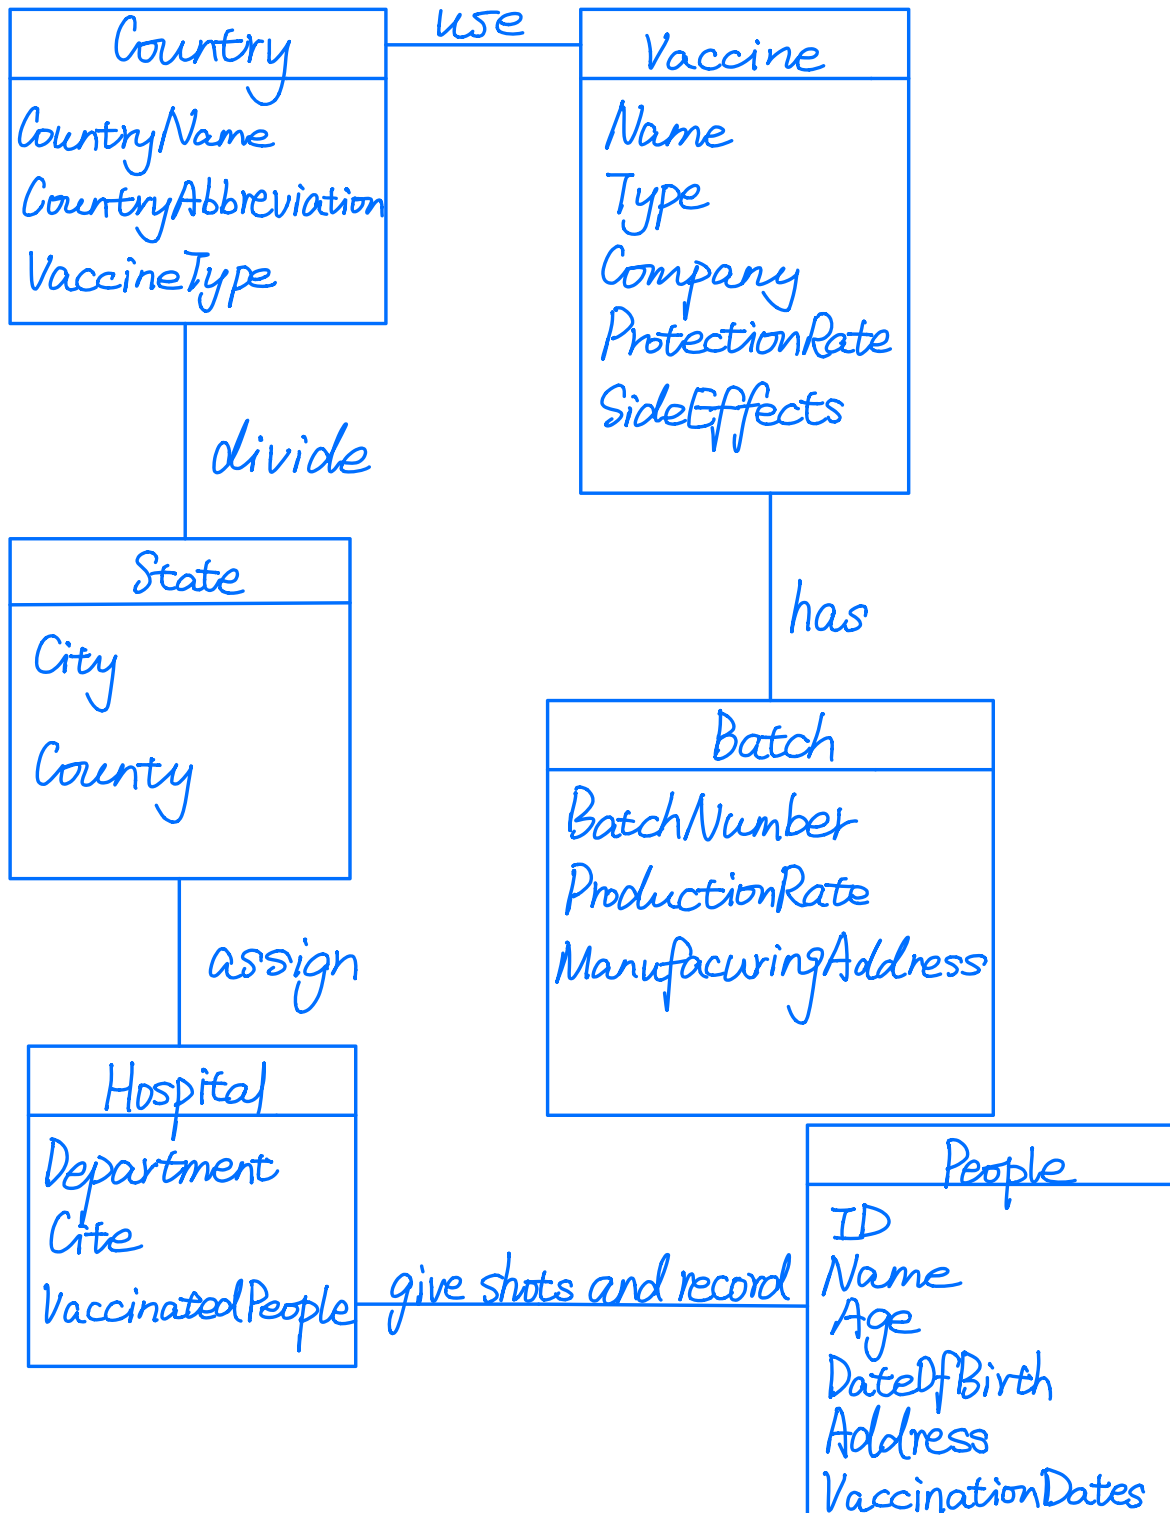 Country
CountryName
CountryAbbreviation
VaccineType
use
Vaccine
Name
Type
Company
ProtectionRate
SideEffects
divide
State
City
County
has
Batch
BatchNumber
ProductionRate
ManufacuringAddress
assign
Hospital
Department
Cite
VaccinatedPeople
give shots and record
People
ID
Name
Age
DateOfBirth
Address
VaccinationDates